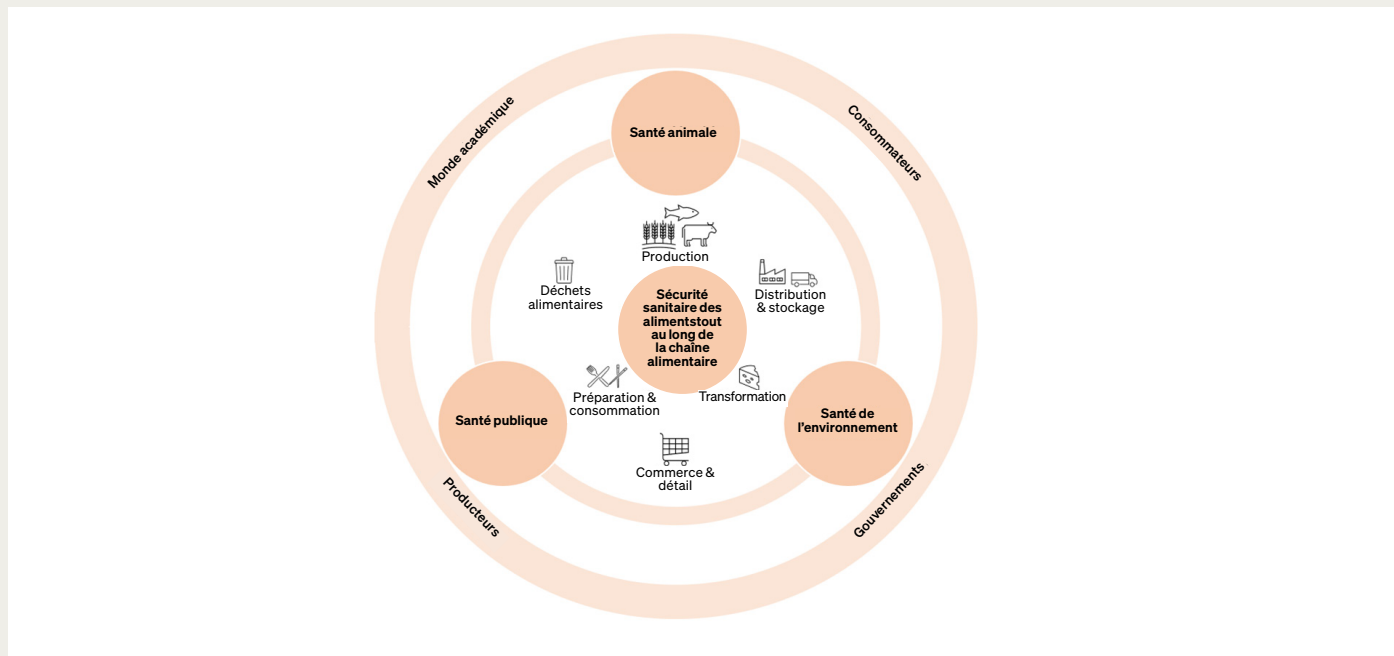 Monde académique
Consommateurs
Santé animale
Production
Déchets
alimentaires
Distribution
& stockage
Sécurité
sanitaire des
alimentstout
au long de
la chaîne
alimentaire
Préparation &
consommation
Transformation
Santé publique
Santé de
l’environnement
Commerce &
détail
Producteurs
Gouvernements